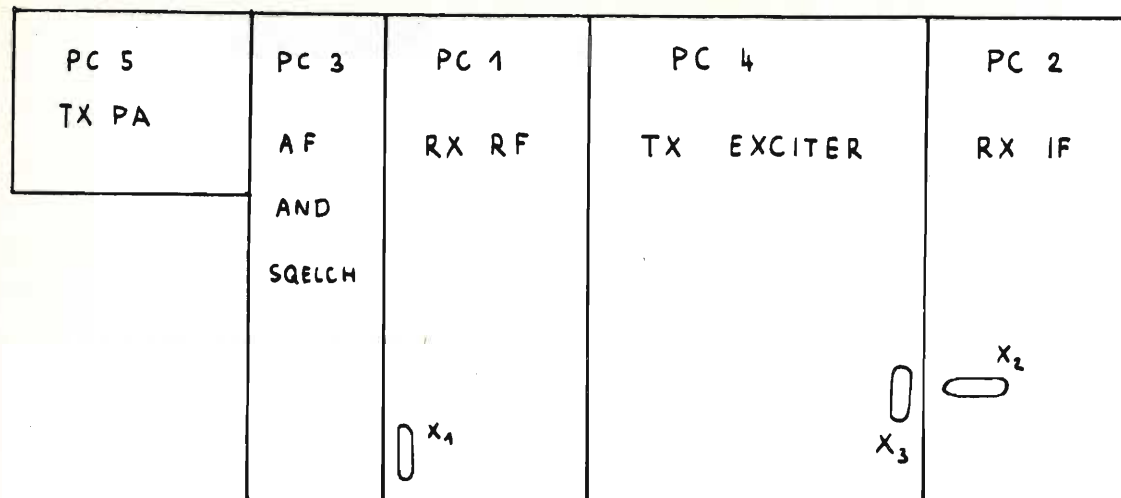 PC 5
TX PA
PC 3
AF
AND
SQELCH
PC 1
RX RF
X₁
PC 4
TX EXCITER
X₃
PC 2
RX IF
X₂